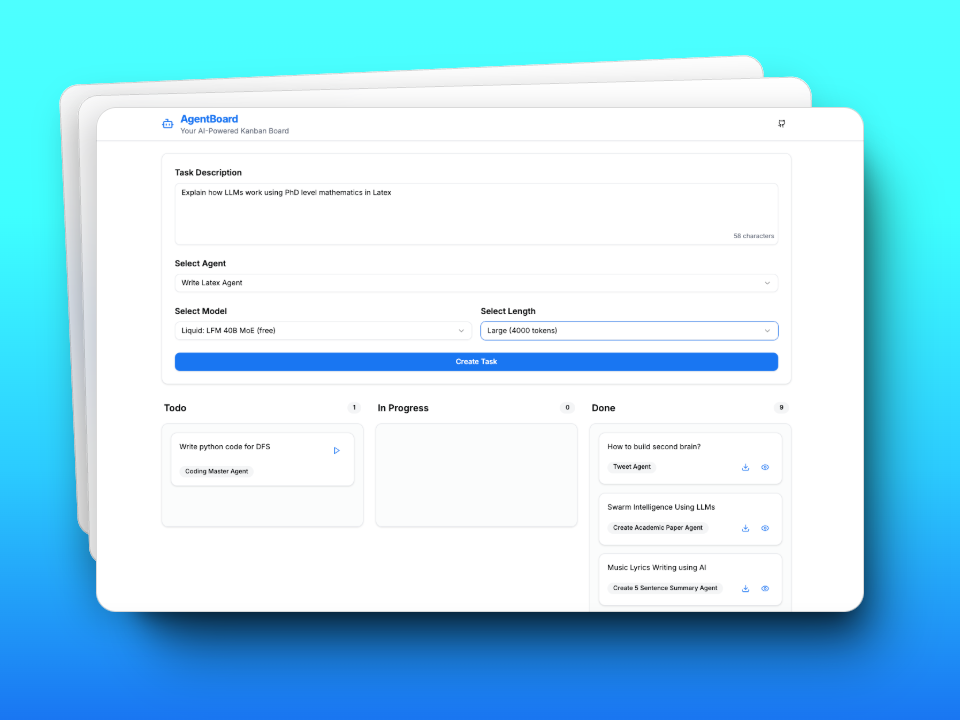 AgentBoard
Your AI-Powered Kanban Board
Task Description
Explain how LLMs work using PhD level mathematics in Latex
58 characters
Select Agent
Write Latex Agent
Select Model
Select Length
Liquid: LFM 40B MoE (free)
Large (4000 tokens)
Create Task
Todo
1
In Progress
0
Done
9
Write python code for DFS
Coding Master Agent
How to build second brain?
Tweet Agent
Swarm Intelligence Using LLMs
Create Academic Paper Agent
Music Lyrics Writing using AI
Create 5 Sentence Summary Agent